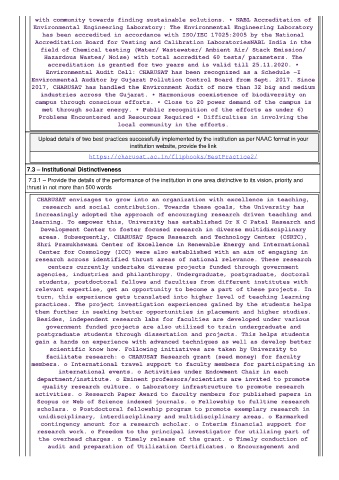 with community towards finding sustainable solutions. • NABL Accreditation of
Environmental Engineering Laboratory: The Environmental Engineering Laboratory
has been accredited in accordance with ISO/IEC 17025:2005 by the National
Accreditation Board for Testing and Calibration LaboratoriesNABL India in the
field of Chemical testing (Water/ Wastewater/ Ambient Air/ Stack Emission/
Hazardous Wastes/ Noise) with total accredited 60 tests/ parameters. The
accreditation is granted for two years and is valid till 25.11.2020. •
Environmental Audit Cell: CHARUSAT has been recognized as a Schedule -I
Environmental Auditor by Gujarat Pollution Control Board from Sept. 2017. Since
2017, CHARUSAT has handled the Environment Audit of more than 32 big and medium
industries across the Gujarat. • Harmonious coexistence of biodiversity on
campus through conscious efforts. • Close to 20 power demand of the campus is
met through solar energy. • Public recognition of the efforts as under 4)
Problems Encountered and Resources Required • Difficulties in involving the
local community in the efforts.
Upload details of two best practices successfully implemented by the institution as per NAAC format in your
institution website, provide the link
https://charusat.ac.in/flipbooks/BestPractice2/
7.3 – Institutional Distinctiveness
7.3.1 – Provide the details of the performance of the institution in one area distinctive to its vision, priority and
thrust in not more than 500 words
CHARUSAT envisages to grow into an organization with excellence in teaching,
research and social contribution. Towards these goals, the University has
increasingly adopted the approach of encouraging research driven teaching and
learning. To empower this, University has established Dr K C Patel Research and
Development Center to foster focused research in diverse multidisciplinary
areas. Subsequently, CHARUSAT Space Research and Technology Center (CSRTC),
Shri Pramukhswami Center of Excellence in Renewable Energy and International
Center for Cosmology (ICC) were also established with an aim of engaging in
research across identified thrust areas of national relevance. These research
centers currently undertake diverse projects funded through government
agencies, industries and philanthropy. Undergraduate, postgraduate, doctoral
students, postdoctoral fellows and faculties from different institutes with
relevant expertise, get an opportunity to become a part of these projects. In
turn, this experience gets translated into higher level of teaching learning
practices. The project investigation experiences gained by the students helps
them further in seeking better opportunities in placement and higher studies.
Besides, independent research labs for faculties are developed under various
government funded projects are also utilized to train undergraduate and
postgraduate students through dissertation and projects. This helps students
gain a hands on experience with advanced techniques as well as develop better
scientific know how. Following initiatives are taken by University to
facilitate research: o CHARUSAT Research grant (seed money) for faculty
members. o International travel support to faculty members for participating in
international events. o Activities under Endowment Chair in each
department/institute. o Eminent professors/scientists are invited to promote
quality research culture. o Laboratory infrastructure to promote research
activities. o Research Paper Award to faculty members for published papers in
Scopus or Web of Science indexed journals. o Fellowship to fulltime research
scholars. o Postdoctoral fellowship program to promote exemplary research in
unidisciplinary, interdisciplinary and multidisciplinary areas. o Earmarked
contingency amount for a research scholar. o Interim financial support for
research work. o Freedom to the principal investigator for utilizing part of
the overhead charges. o Timely release of the grant. o Timely conduction of
audit and preparation of Utilization Certificates. o Encouragement and